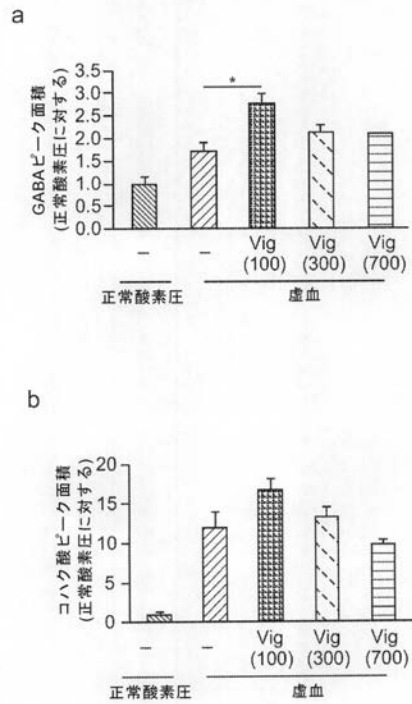 a
GABAピーク面積
(正常酸素圧に対する)
3.5
3.0
2.5
2.0
1.5
1.0
0.5
0.0
*
– – Vig Vig Vig
(100) (300) (700)
正常酸素圧 虚血
b
コハク酸ピーク面積
(正常酸素圧に対する)
20
15
10
5
0
– – Vig Vig Vig
(100) (300) (700)
正常酸素圧 虚血